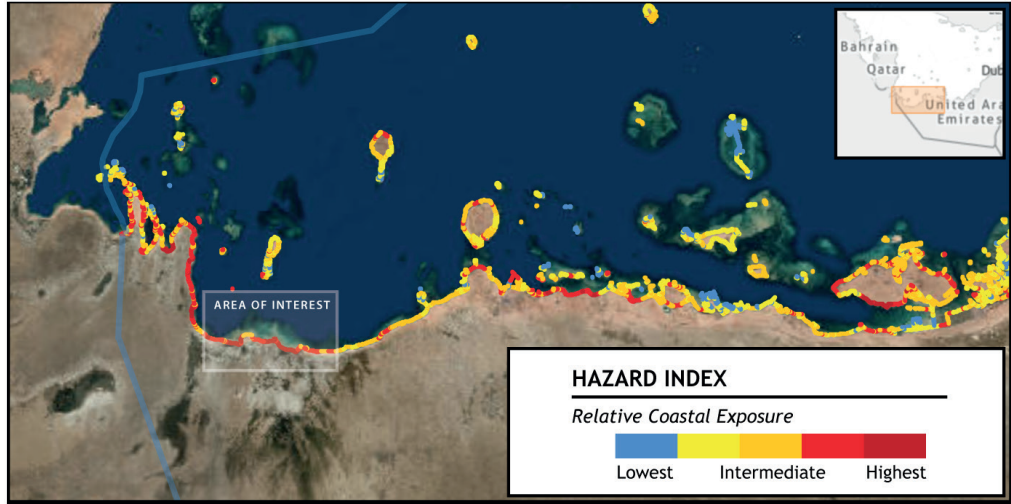 Bahrain
Qatar
Dub
United Ara
Emirates
AREA OF INTEREST
HAZARD INDEX
Relative Coastal Exposure
Lowest Intermediate Highest